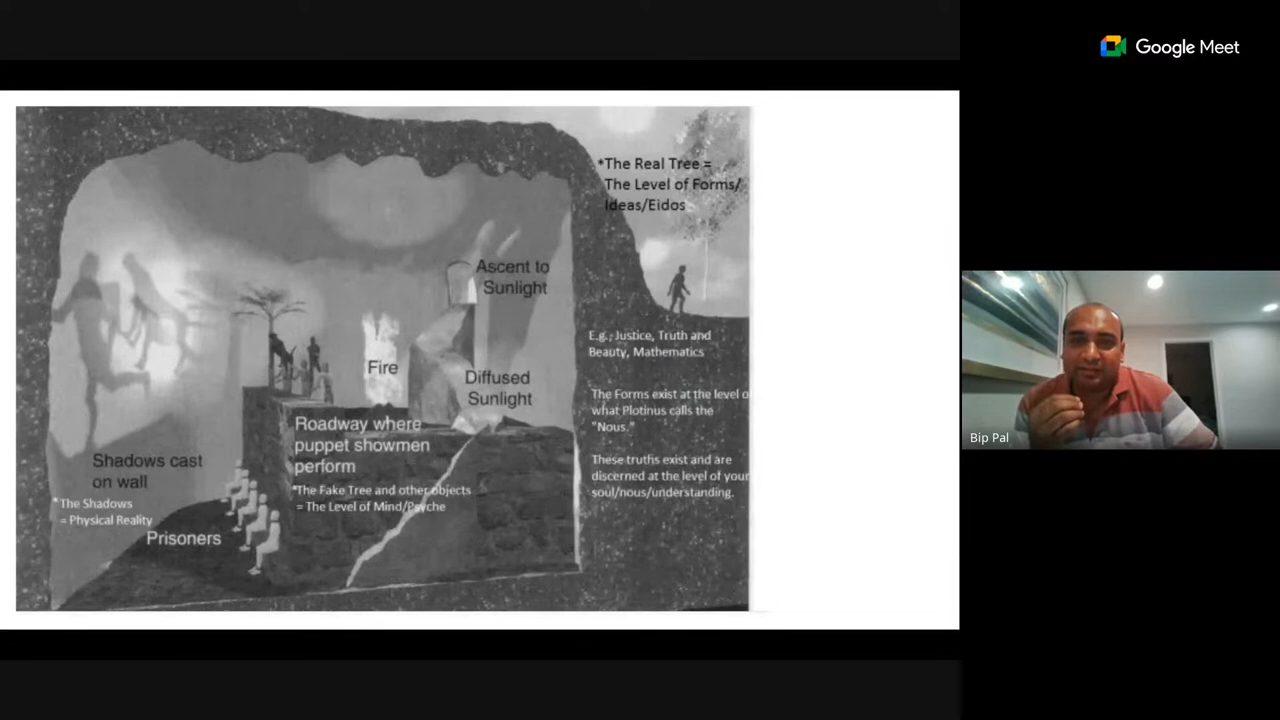 Google Meet
*The Real Tree =
The Level of Forms/
Ideas/Eidos
Ascent to
Sunlight
E.g.; Justice, Truth and
Beauty, Mathematics
Fire
Diffused
Sunlight
The Forms exist at the level o
what Plotinus calls the
"Nous."
Roadway where
puppet showmen
perform
Shadows cast
on wall
These truths exist and are
discerned at the level of your
soul/nous/understanding.
*The Fake Tree and other objects
= The Level of Mind/Psyche
*The Shadows
= Physical Reality
Prisoners
Bip Pal